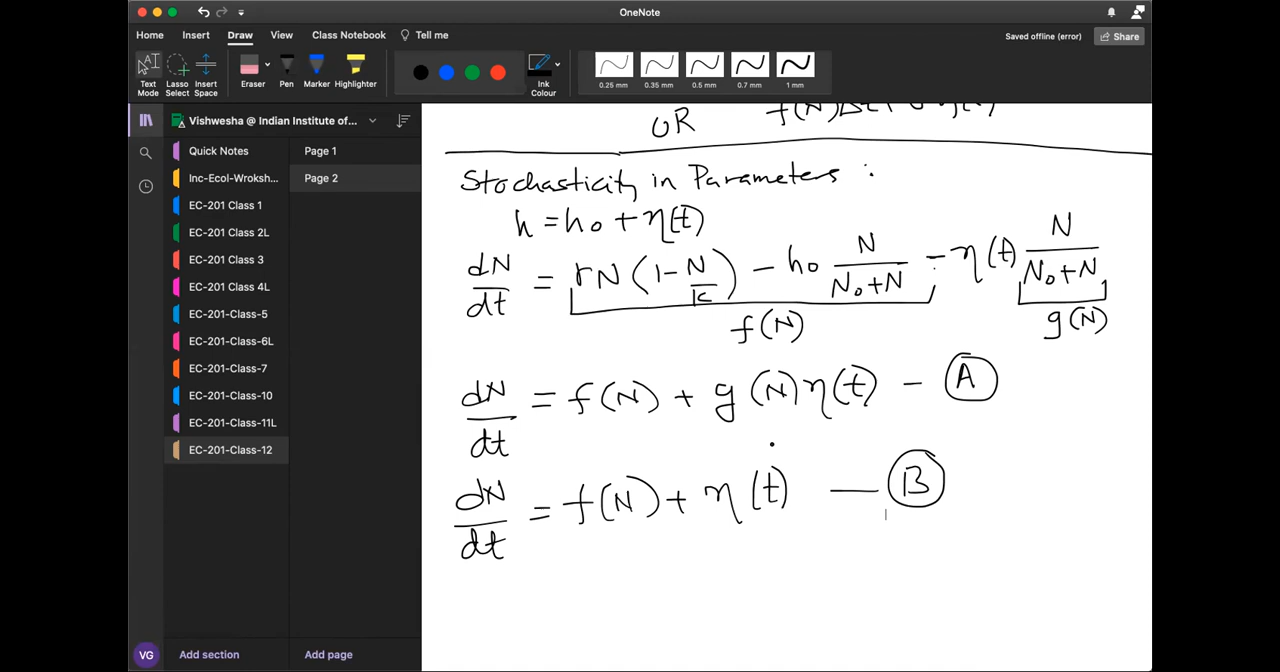 OneNote
Home Insert Draw View Class Notebook Tell me
Saved offline (error) Share
Text Mode Lasso Select Insert Space Eraser Pen Marker Highlighter Ink Colour 0.25 mm 0.35 mm 0.5 mm 0.7 mm 1 mm
Vishwesha @ Indian Institute of...
Quick Notes
Inc-Ecol-Wroksh...
EC-201 Class 1
EC-201 Class 2L
EC-201 Class 3
EC-201 Class 4L
EC-201-Class-5
EC-201-Class-6L
EC-201-Class-7
EC-201-Class-10
EC-201-Class-11L
EC-201-Class-12
Page 1
Page 2
OR
Stochasticity in Parameters :
h = h₀ + η(t)
dN/dt = rN (1 - N/k) - h₀ N/(N₀+N) - η(t) N/(N₀+N)
f(N) g(N)
dN/dt = f(N) + g(N) η(t) - A
dN/dt = f(N) + η(t) — B
VG
Add section
Add page